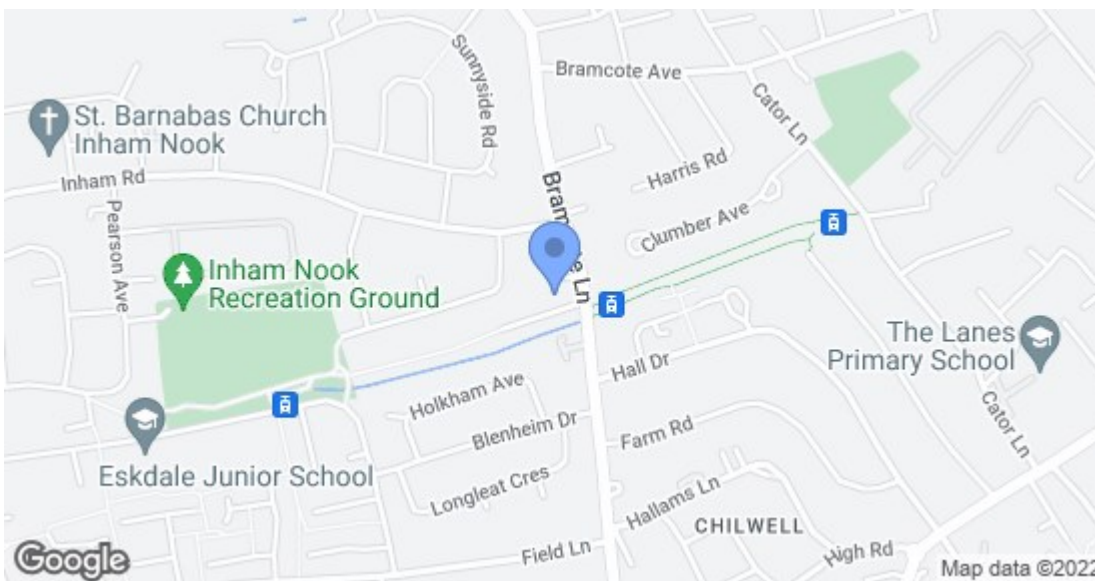 Sunnyside Rd
Bramcote Ave
Cator Ln
St. Barnabas Church
Inham Nook
Harris Rd
Inham Rd
Pearson Ave
Clumber Ave
Inham Nook
Recreation Ground
The Lanes
Primary School
Hall Dr
Holkham Ave
Cator Ln
Blenheim Dr
Farm Rd
Eskdale Junior School
Longleat Cres
Hallams Ln
CHILWELL
Field Ln
High Rd
Google
Map data ©2022